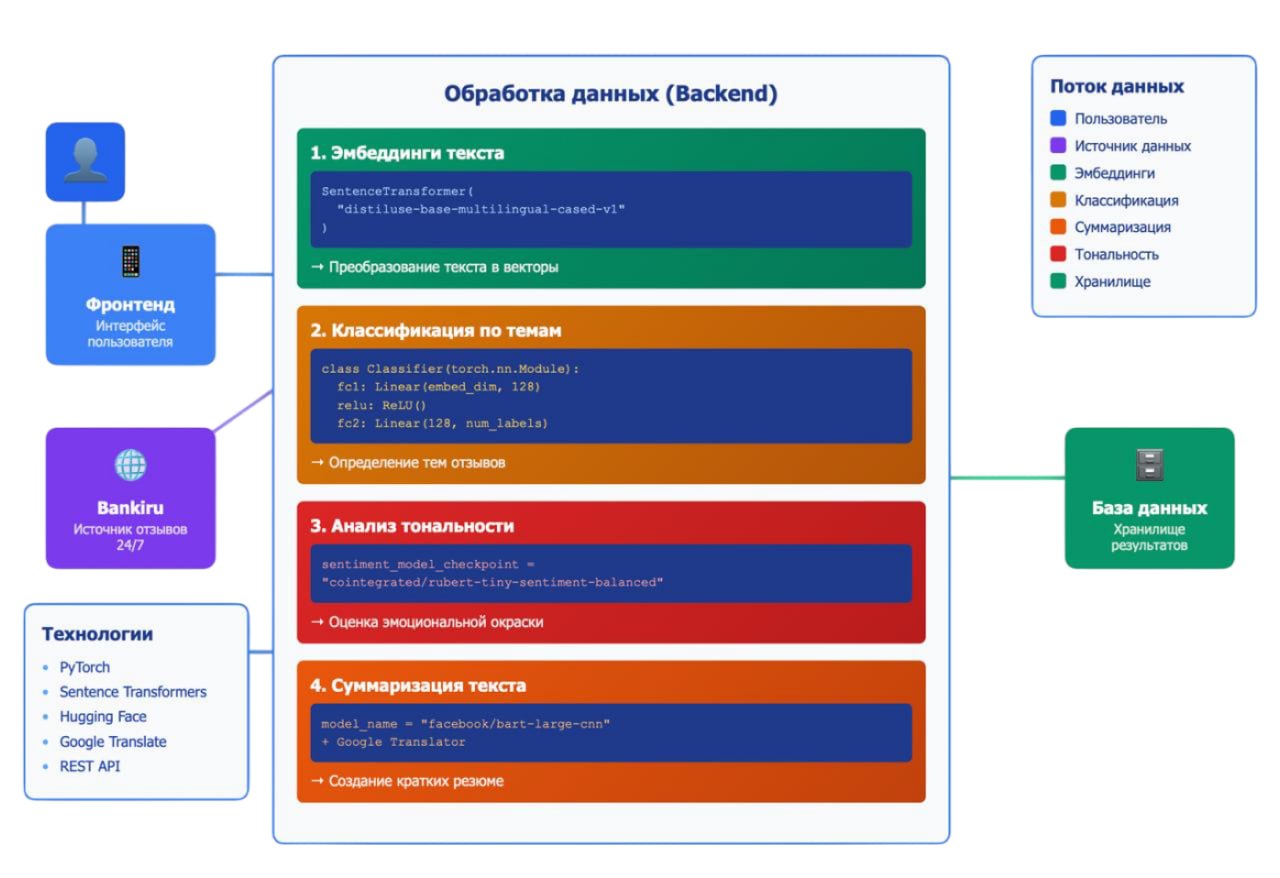 Фронтенд
Интерфейс
пользователя
Bankiru
Источник отзывов
24/7
Технологии
• PyTorch
• Sentence Transformers
• Hugging Face
• Google Translate
• REST API
Обработка данных (Backend)
1. Эмбеддинги текста
SentenceTransformer(
"distiluse-base-multilingual-cased-v1"
)
→ Преобразование текста в векторы
2. Классификация по темам
class Classifier(torch.nn.Module):
fc1: Linear(embed_dim, 128)
relu: ReLU()
fc2: Linear(128, num_labels)
→ Определение тем отзывов
3. Анализ тональности
sentiment_model_checkpoint =
"cointegrated/rubert-tiny-sentiment-balanced"
→ Оценка эмоциональной окраски
4. Суммаризация текста
model_name = "facebook/bart-large-cnn"
+ Google Translator
→ Создание кратких резюме
Поток данных
Пользователь
Источник данных
Эмбеддинги
Классификация
Суммаризация
Тональность
Хранилище
База данных
Хранилище
результатов